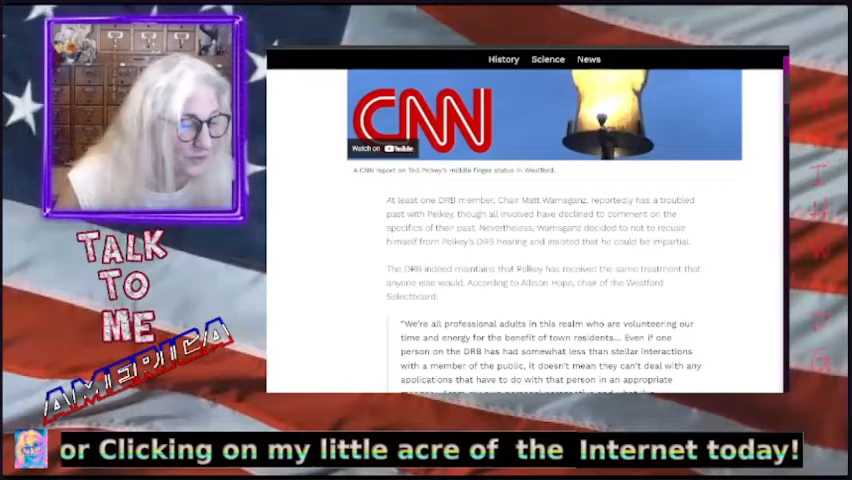 History Science News
CNN
Watch on YouTube
A CNN report on Ted Pelkey's middle finger statue in Westford.
At least one DRB member, Chair Matt Wamsganz, reportedly has a troubled
past with Pelkey, though all involved have declined to comment on the
specifics of their past. Nevertheless, Wamsganz decided to not to recuse
himself from Pelkey's DRB hearing and insisted that he could be impartial.
The DRB indeed maintains that Pelkey has received the same treatment that
anyone else would. According to Allison Hope, chair of the Westford
Selectboard:
"We're all professional adults in this realm who are volunteering our
time and energy for the benefit of town residents... Even if one
person on the DRB has had somewhat less than stellar interactions
with a member of the public, it doesn't mean they can't deal with any
applications that have to do with that person in an appropriate
TALK
TO
ME
AMERICA
or Clicking on my little acre of the Internet today!